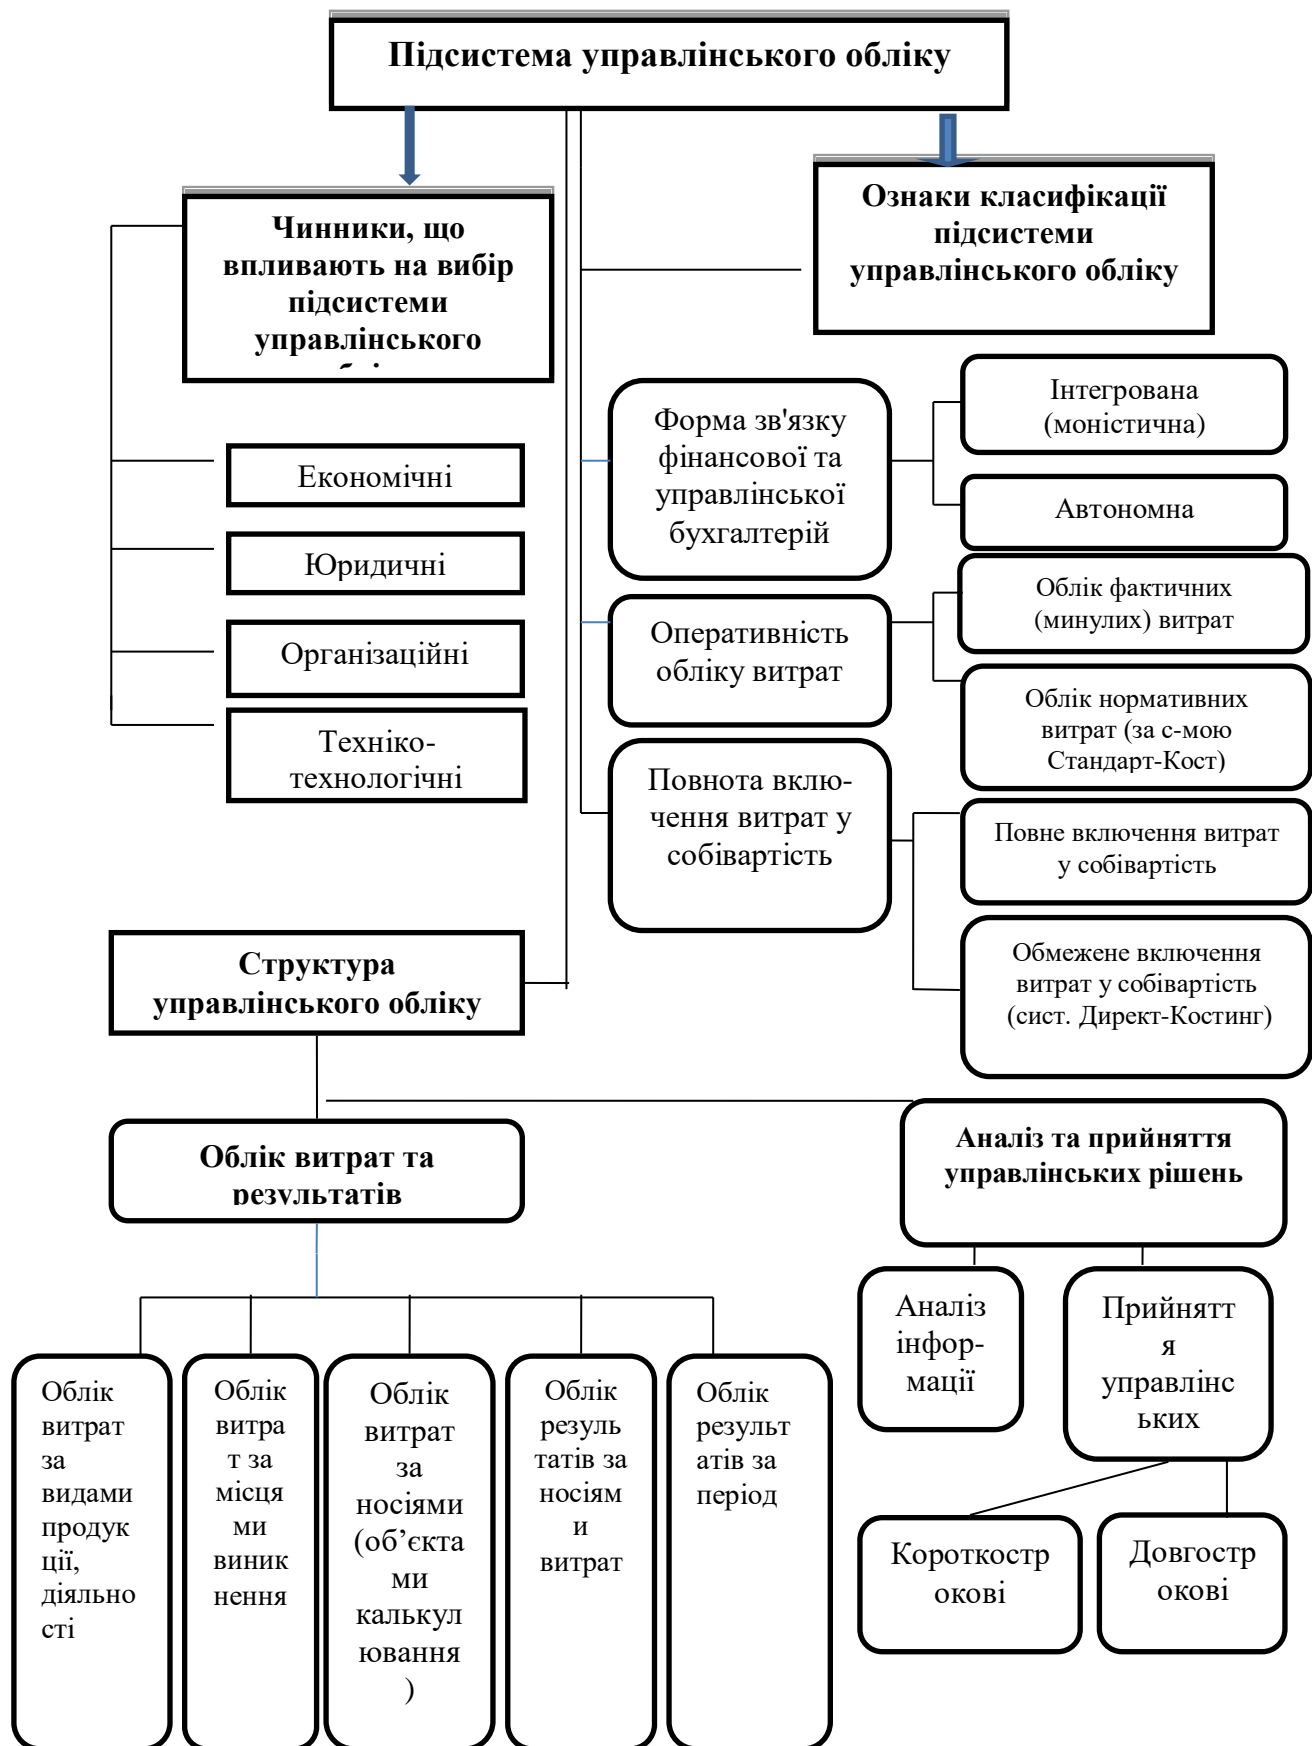 Підсистема управлінського обліку
Чинники, що
впливають на вибір
підсистеми
управлінського
Ознаки класифікації
підсистеми
управлінського обліку
Економічні
Юридичні
Організаційні
Техніко-
технологічні
Форма зв'язку
фінансової та
управлінської
бухгалтерій
Інтегрована
(моністична)
Автономна
Оперативність
обліку витрат
Облік фактичних
(минулих) витрат
Облік нормативних
витрат (за с-мою
Стандарт-Кост)
Повнота вклю-
чення витрат у
собівартість
Повне включення витрат
у собівартість
Обмежене включення
витрат у собівартість
(сист. Директ-Костинг)
Структура
управлінського обліку
Облік витрат та
результатів
Аналіз та прийняття
управлінських рішень
Облік
витрат
за
видами
продук
ції,
діяльно
сті
Облік
витра
т за
місця
ми
виник
нення
Облік
витрат
за
носіями
(об’єкта
ми
калькул
ювання
)
Облік
резуль
татів за
носіям
и
витрат
Облік
результ
атів за
період
Аналіз
інфор-
мації
Прийнятт
я
управлінс
ьких
Короткостр
окові
Довгостр
окові